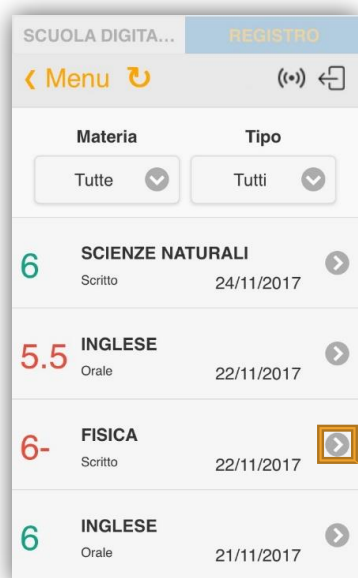 SCUOLA DIGITA... REGISTRO
Menu
Materia Tipo
Tutte Tutti
6 SCIENZE NATURALI
Scritto 24/11/2017
5.5 INGLESE
Orale 22/11/2017
6- FISICA
Scritto 22/11/2017
6 INGLESE
Orale 21/11/2017